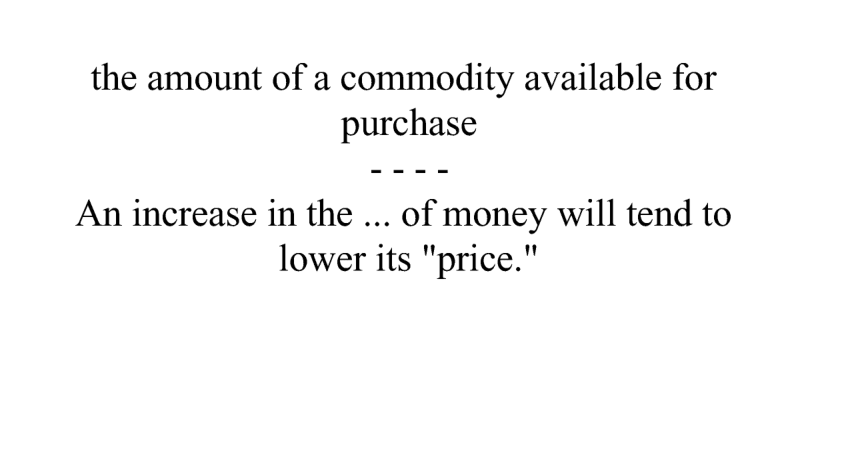 the amount of a commodity available for
purchase
- - - -
An increase in the ... of money will tend to
lower its "price."